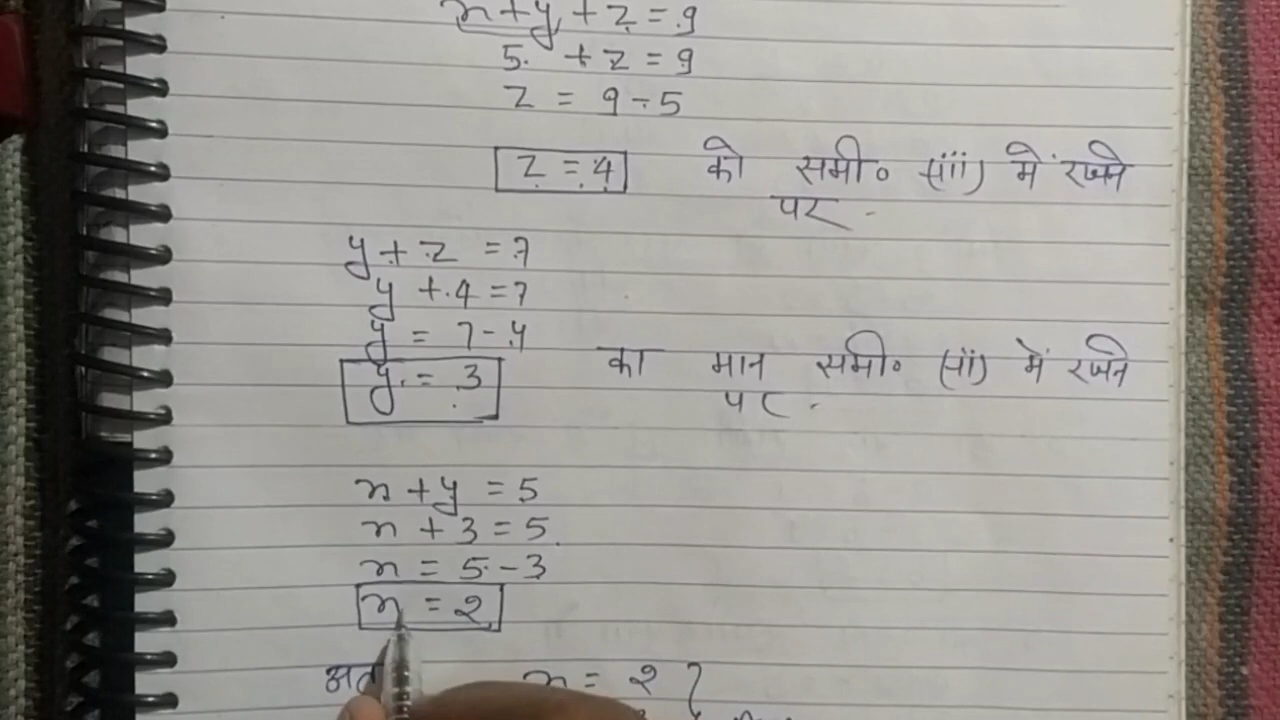 x + y + z = 9
5 + z = 9
z = 9 - 5
z = 4 को समी० (iii) में रखने
पर -
y + z = 7
y + 4 = 7
y = 7 - 4
y = 3 का मान समी० (ii) में रखने
पर -
x + y = 5
x + 3 = 5
x = 5 - 3
x = 2
x = 2 }